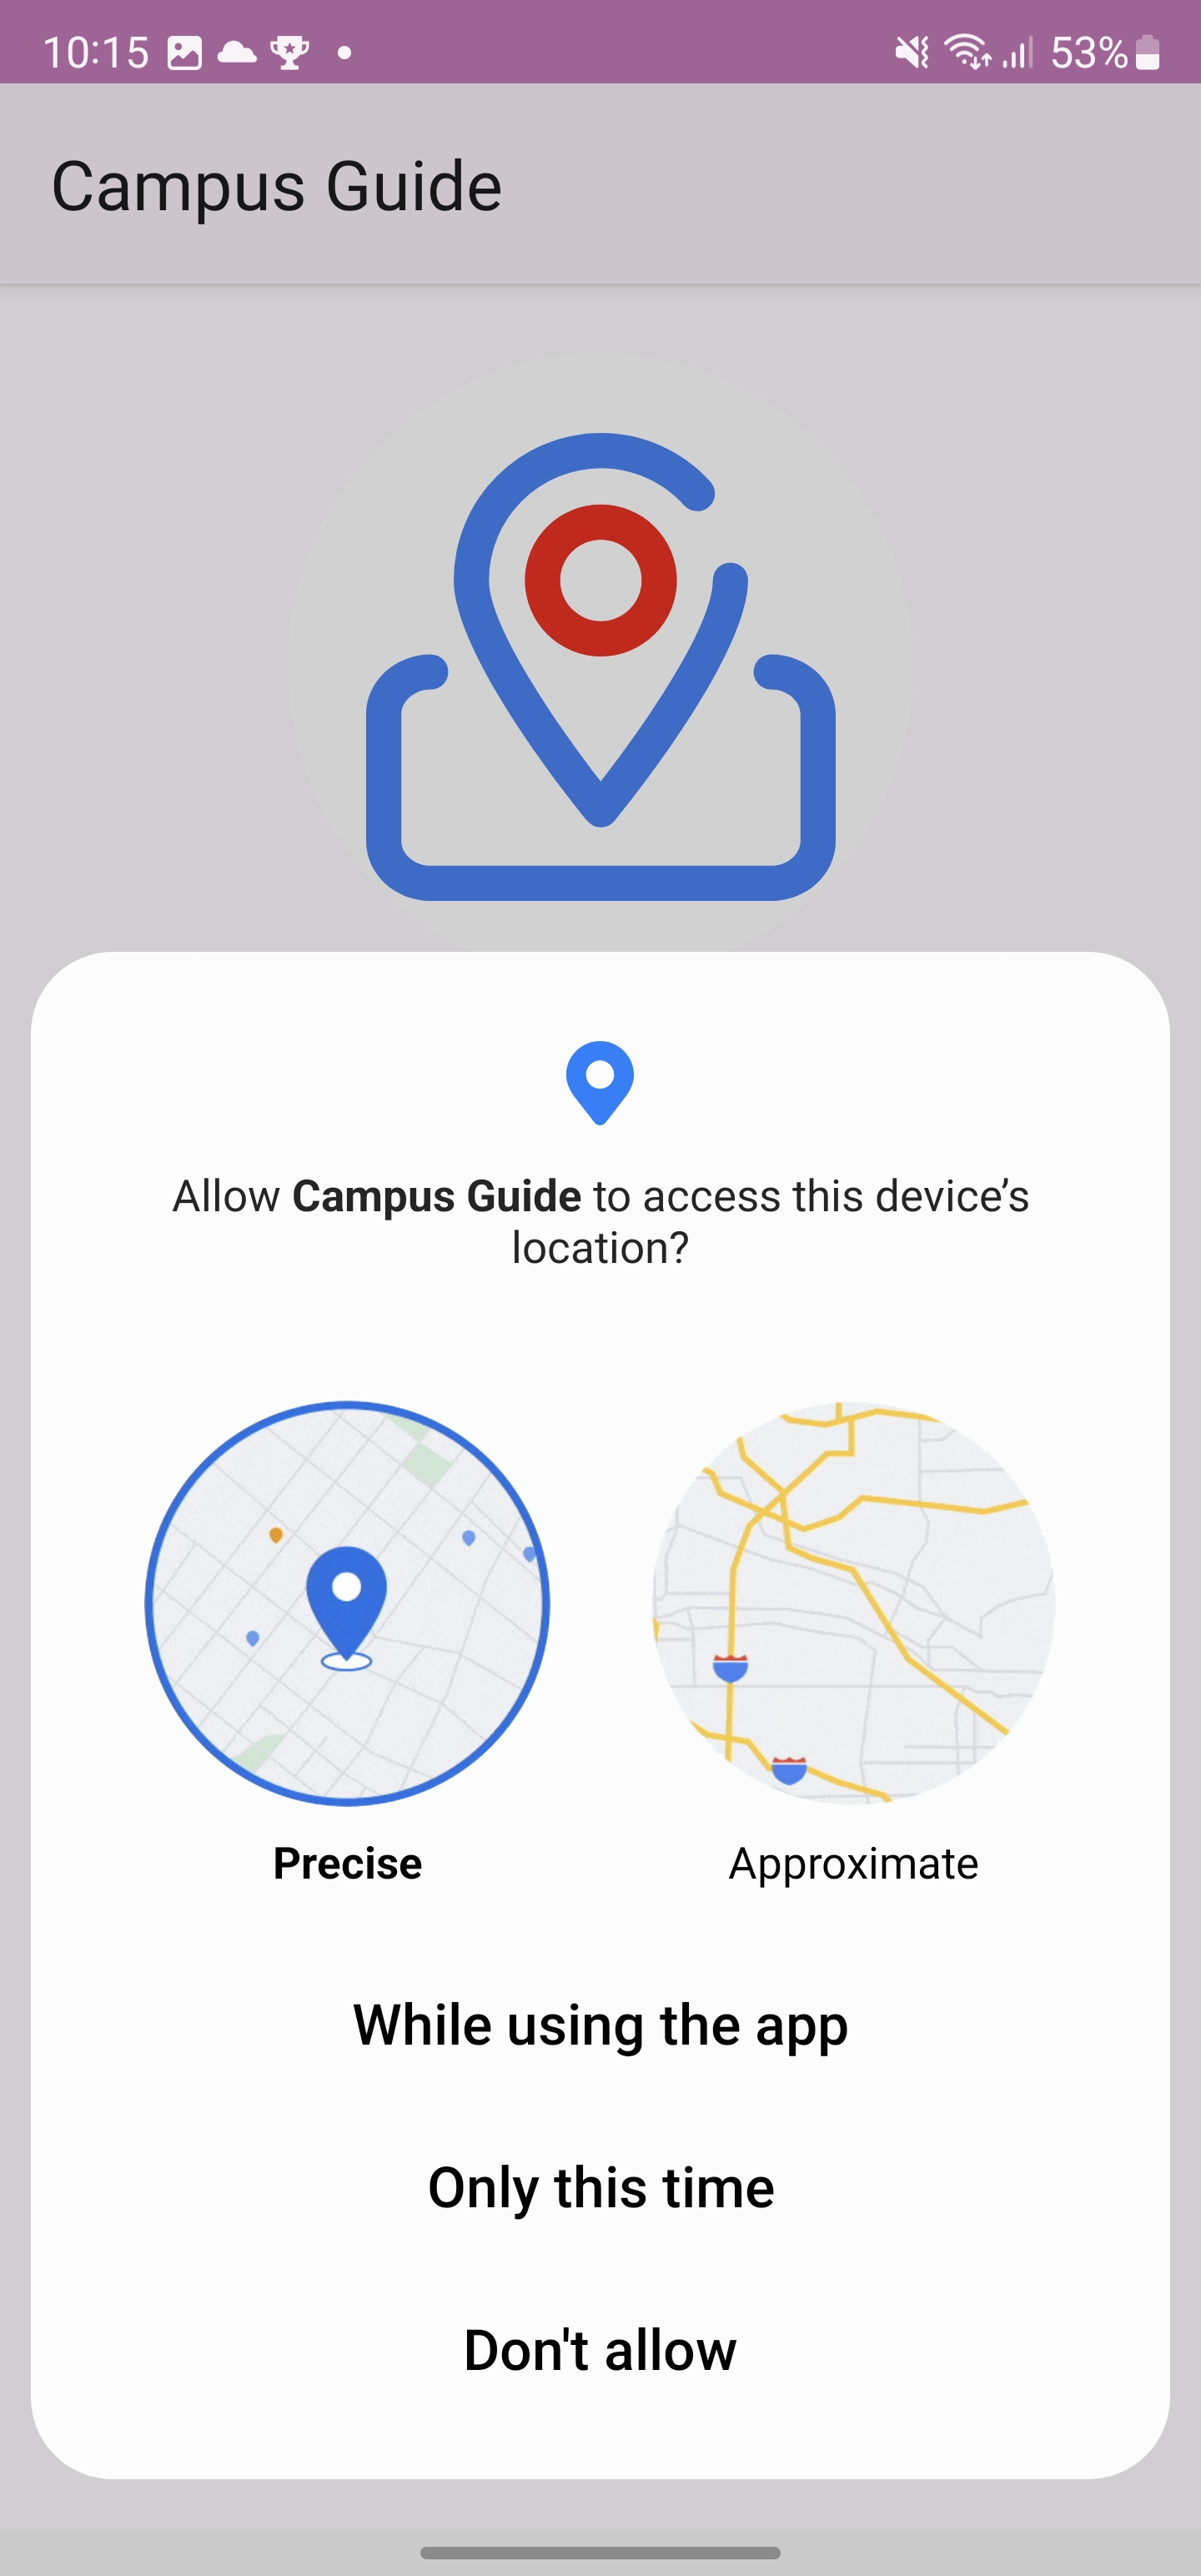 10:15
53%
Campus Guide
Allow Campus Guide to access this device’s
location?
Precise
Approximate
While using the app
Only this time
Don't allow